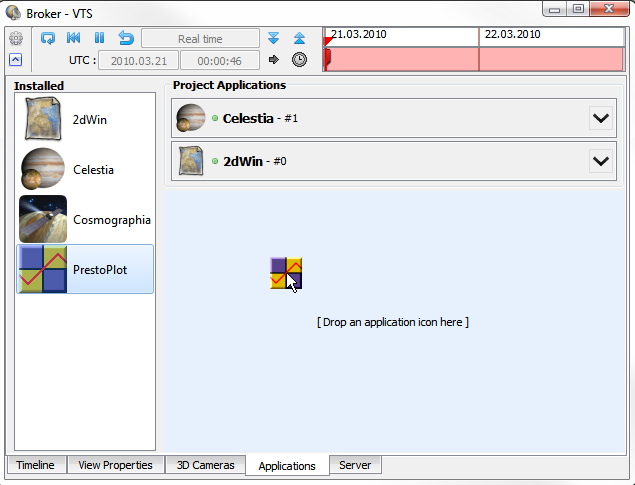 Broker - VTS
Real time
21.03.2010
22.03.2010
UTC :
2010.03.21
00:00:46
Installed
2dWin
Celestia
Cosmographia
PrestoPlot
Project Applications
Celestia - #1
2dWin - #0
[ Drop an application icon here ]
Timeline
View Properties
3D Cameras
Applications
Server